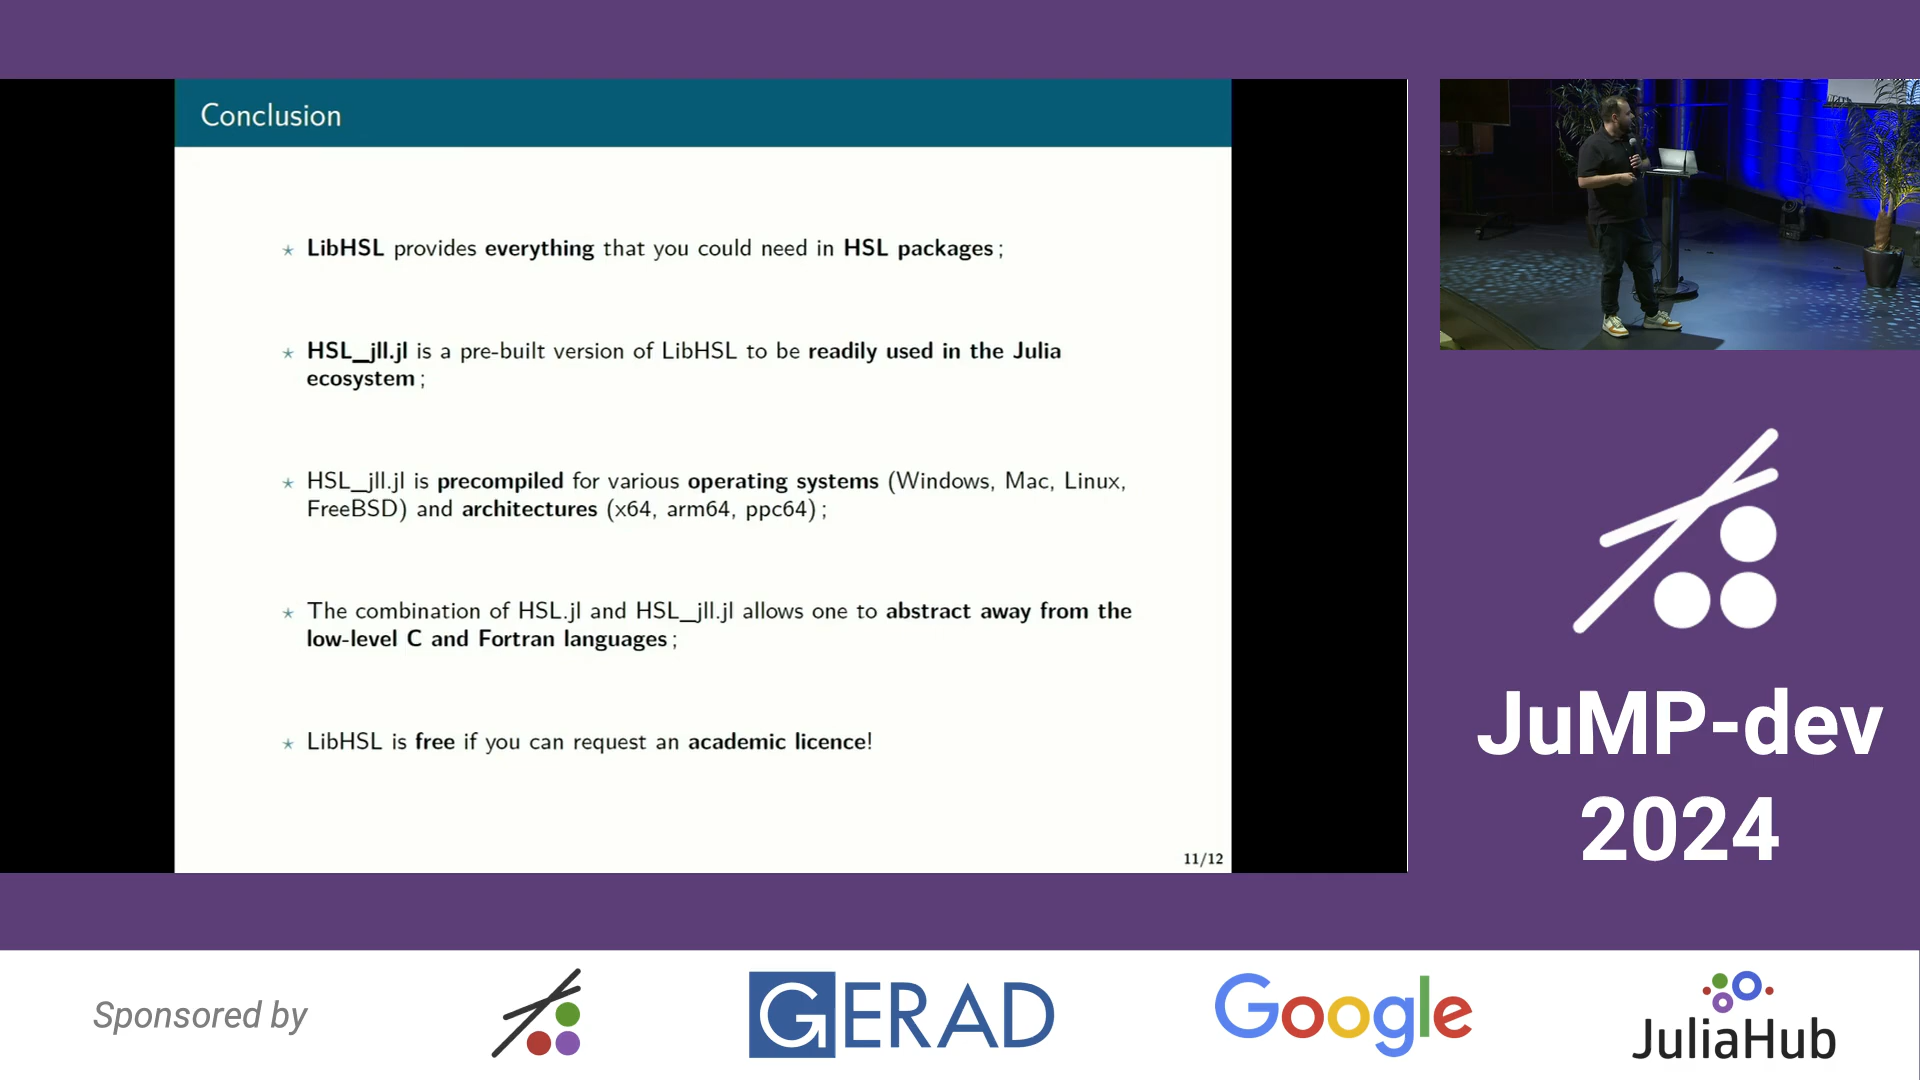 Conclusion
⋆ LibHSL provides everything that you could need in HSL packages ;
⋆ HSL_jll.jl is a pre-built version of LibHSL to be readily used in the Julia
ecosystem ;
⋆ HSL_jll.jl is precompiled for various operating systems (Windows, Mac, Linux,
FreeBSD) and architectures (x64, arm64, ppc64) ;
⋆ The combination of HSL.jl and HSL_jll.jl allows one to abstract away from the
low-level C and Fortran languages ;
⋆ LibHSL is free if you can request an academic licence!
11/12
JuMP-dev
2024
Sponsored by
GERAD
Google
JuliaHub